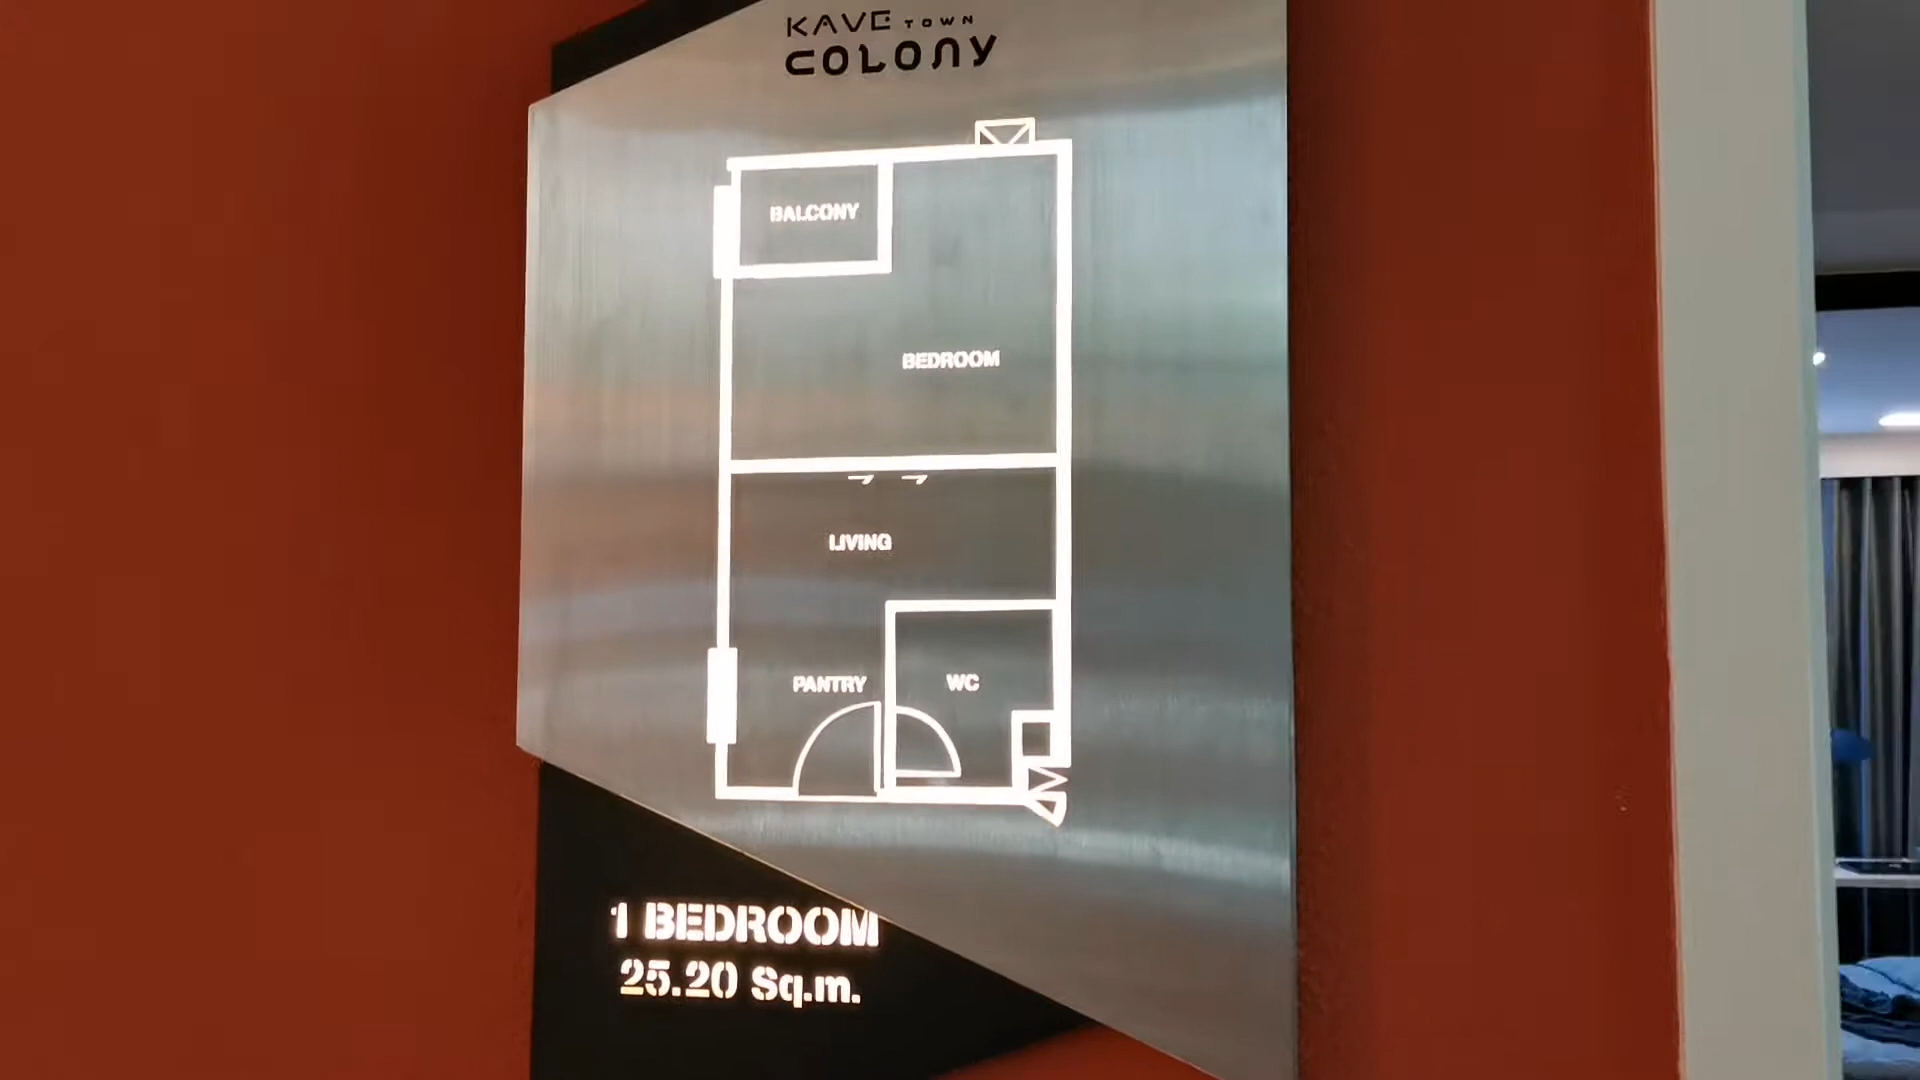 KAVE TOWN
COLONY
BALCONY
BEDROOM
LIVING
PANTRY
WC
1 BEDROOM
25.20 Sq.m.